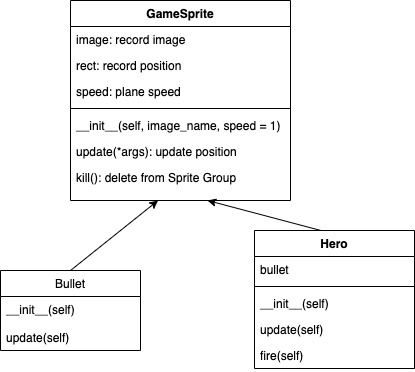 GameSprite
image: record image
rect: record position
speed: plane speed
__init__(self, image_name, speed = 1)
update(*args): update position
kill(): delete from Sprite Group
Bullet
__init__(self)
update(self)
Hero
bullet
__init__(self)
update(self)
fire(self)